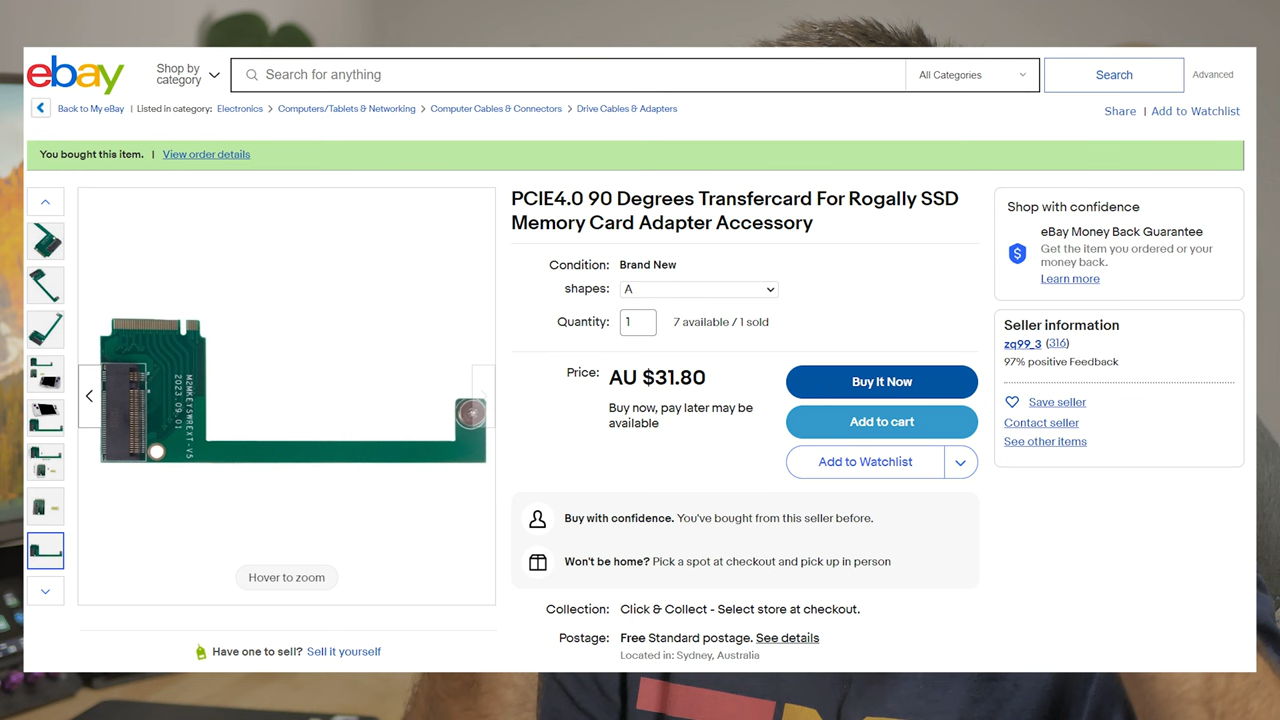 ebay
Shop by category
Search for anything
All Categories
Search
Advanced
Back to My eBay | Listed in category: Electronics > Computers/Tablets & Networking > Computer Cables & Connectors > Drive Cables & Adapters
Share | Add to Watchlist
You bought this item. | View order details
PCIE4.0 90 Degrees Transfercard For Rogally SSD
Memory Card Adapter Accessory
Condition: Brand New
shapes: A
Quantity: 1 7 available / 1 sold
Price: AU $31.80
Buy now, pay later may be
available
Buy It Now
Add to cart
Add to Watchlist
Buy with confidence. You've bought from this seller before.
Won't be home? Pick a spot at checkout and pick up in person
Collection: Click & Collect - Select store at checkout.
Postage: Free Standard postage. See details
Located in: Sydney, Australia
Shop with confidence
eBay Money Back Guarantee
Get the item you ordered or your
money back.
Learn more
Seller information
zq99_3 (316)
97% positive Feedback
Save seller
Contact seller
See other items
M2MKEY5WREXT-V5
2023.09.01
Hover to zoom
Have one to sell? Sell it yourself